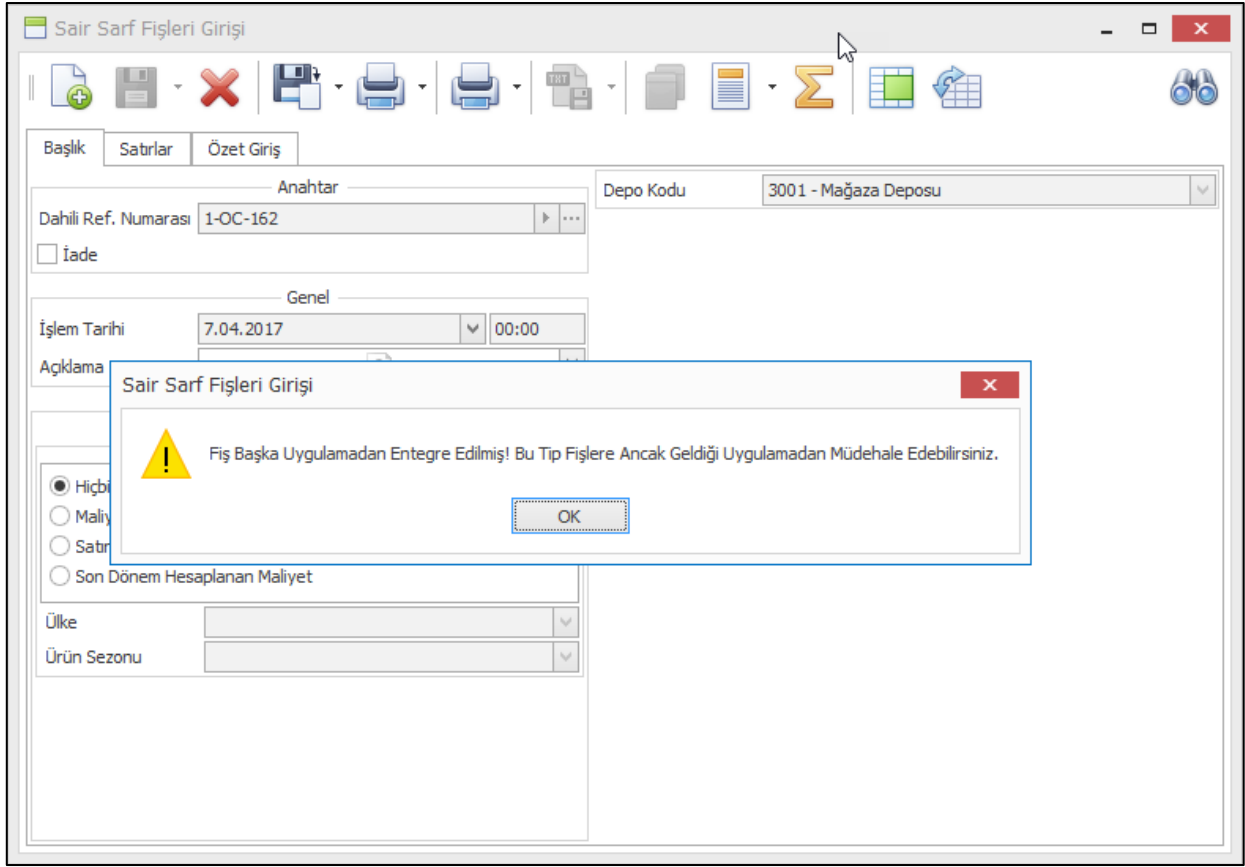 Sair Sarf Fişleri Girişi
TXT
Başlık Satırlar Özet Giriş
Anahtar
Dahili Ref. Numarası 1-OC-162
İade
Depo Kodu 3001 - Mağaza Deposu
Genel
İşlem Tarihi 7.04.2017 00:00
Açıklama
Sair Sarf Fişleri Girişi
Fiş Başka Uygulamadan Entegre Edilmiş! Bu Tip Fişlere Ancak Geldiği Uygulamadan Müdehale Edebilirsiniz.
OK
Son Dönem Hesaplanan Maliyet
Ülke
Ürün Sezonu